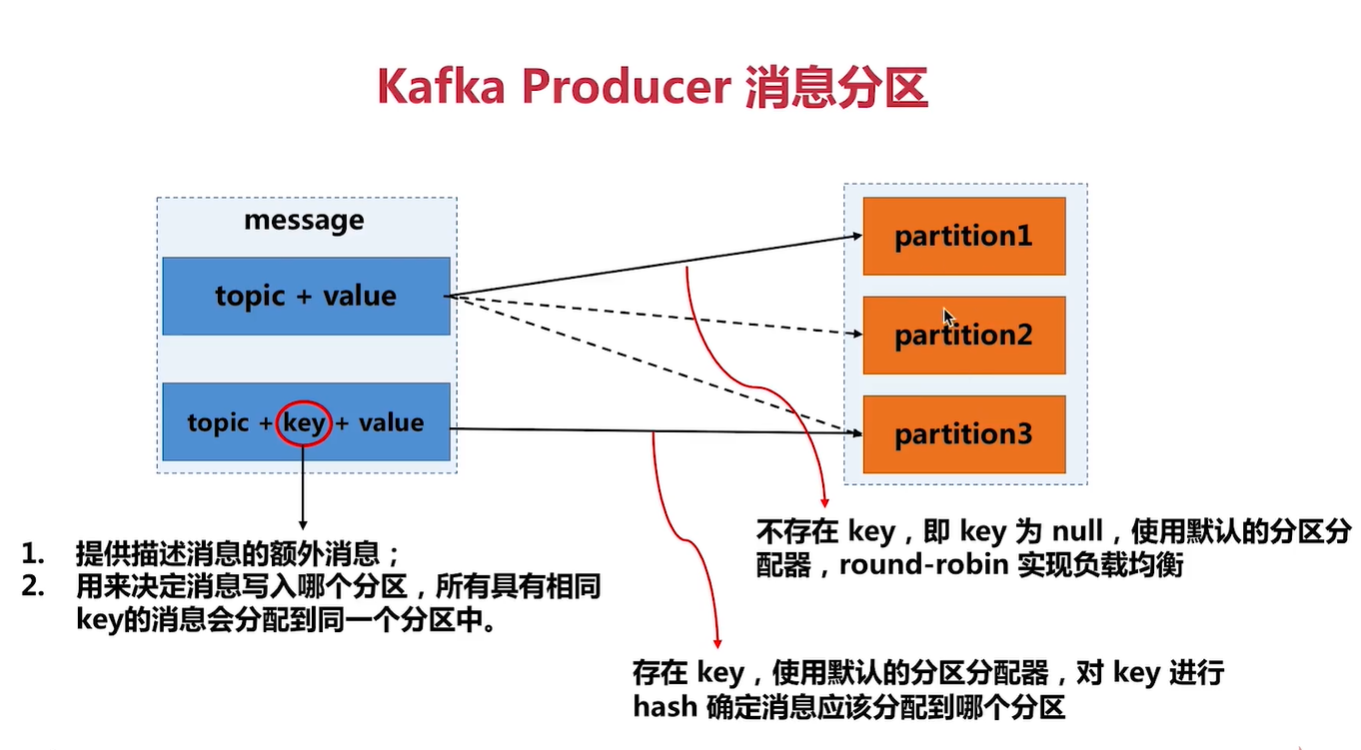 Kafka Producer 消息分区
message
topic + value
topic + key + value
partition1
partition2
partition3
1. 提供描述消息的额外消息；
2. 用来决定消息写入哪个分区，所有具有相同
key的消息会分配到同一个分区中。
不存在 key，即 key 为 null，使用默认的分区分
配器，round-robin 实现负载均衡
存在 key，使用默认的分区分配器，对 key 进行
hash 确定消息应该分配到哪个分区